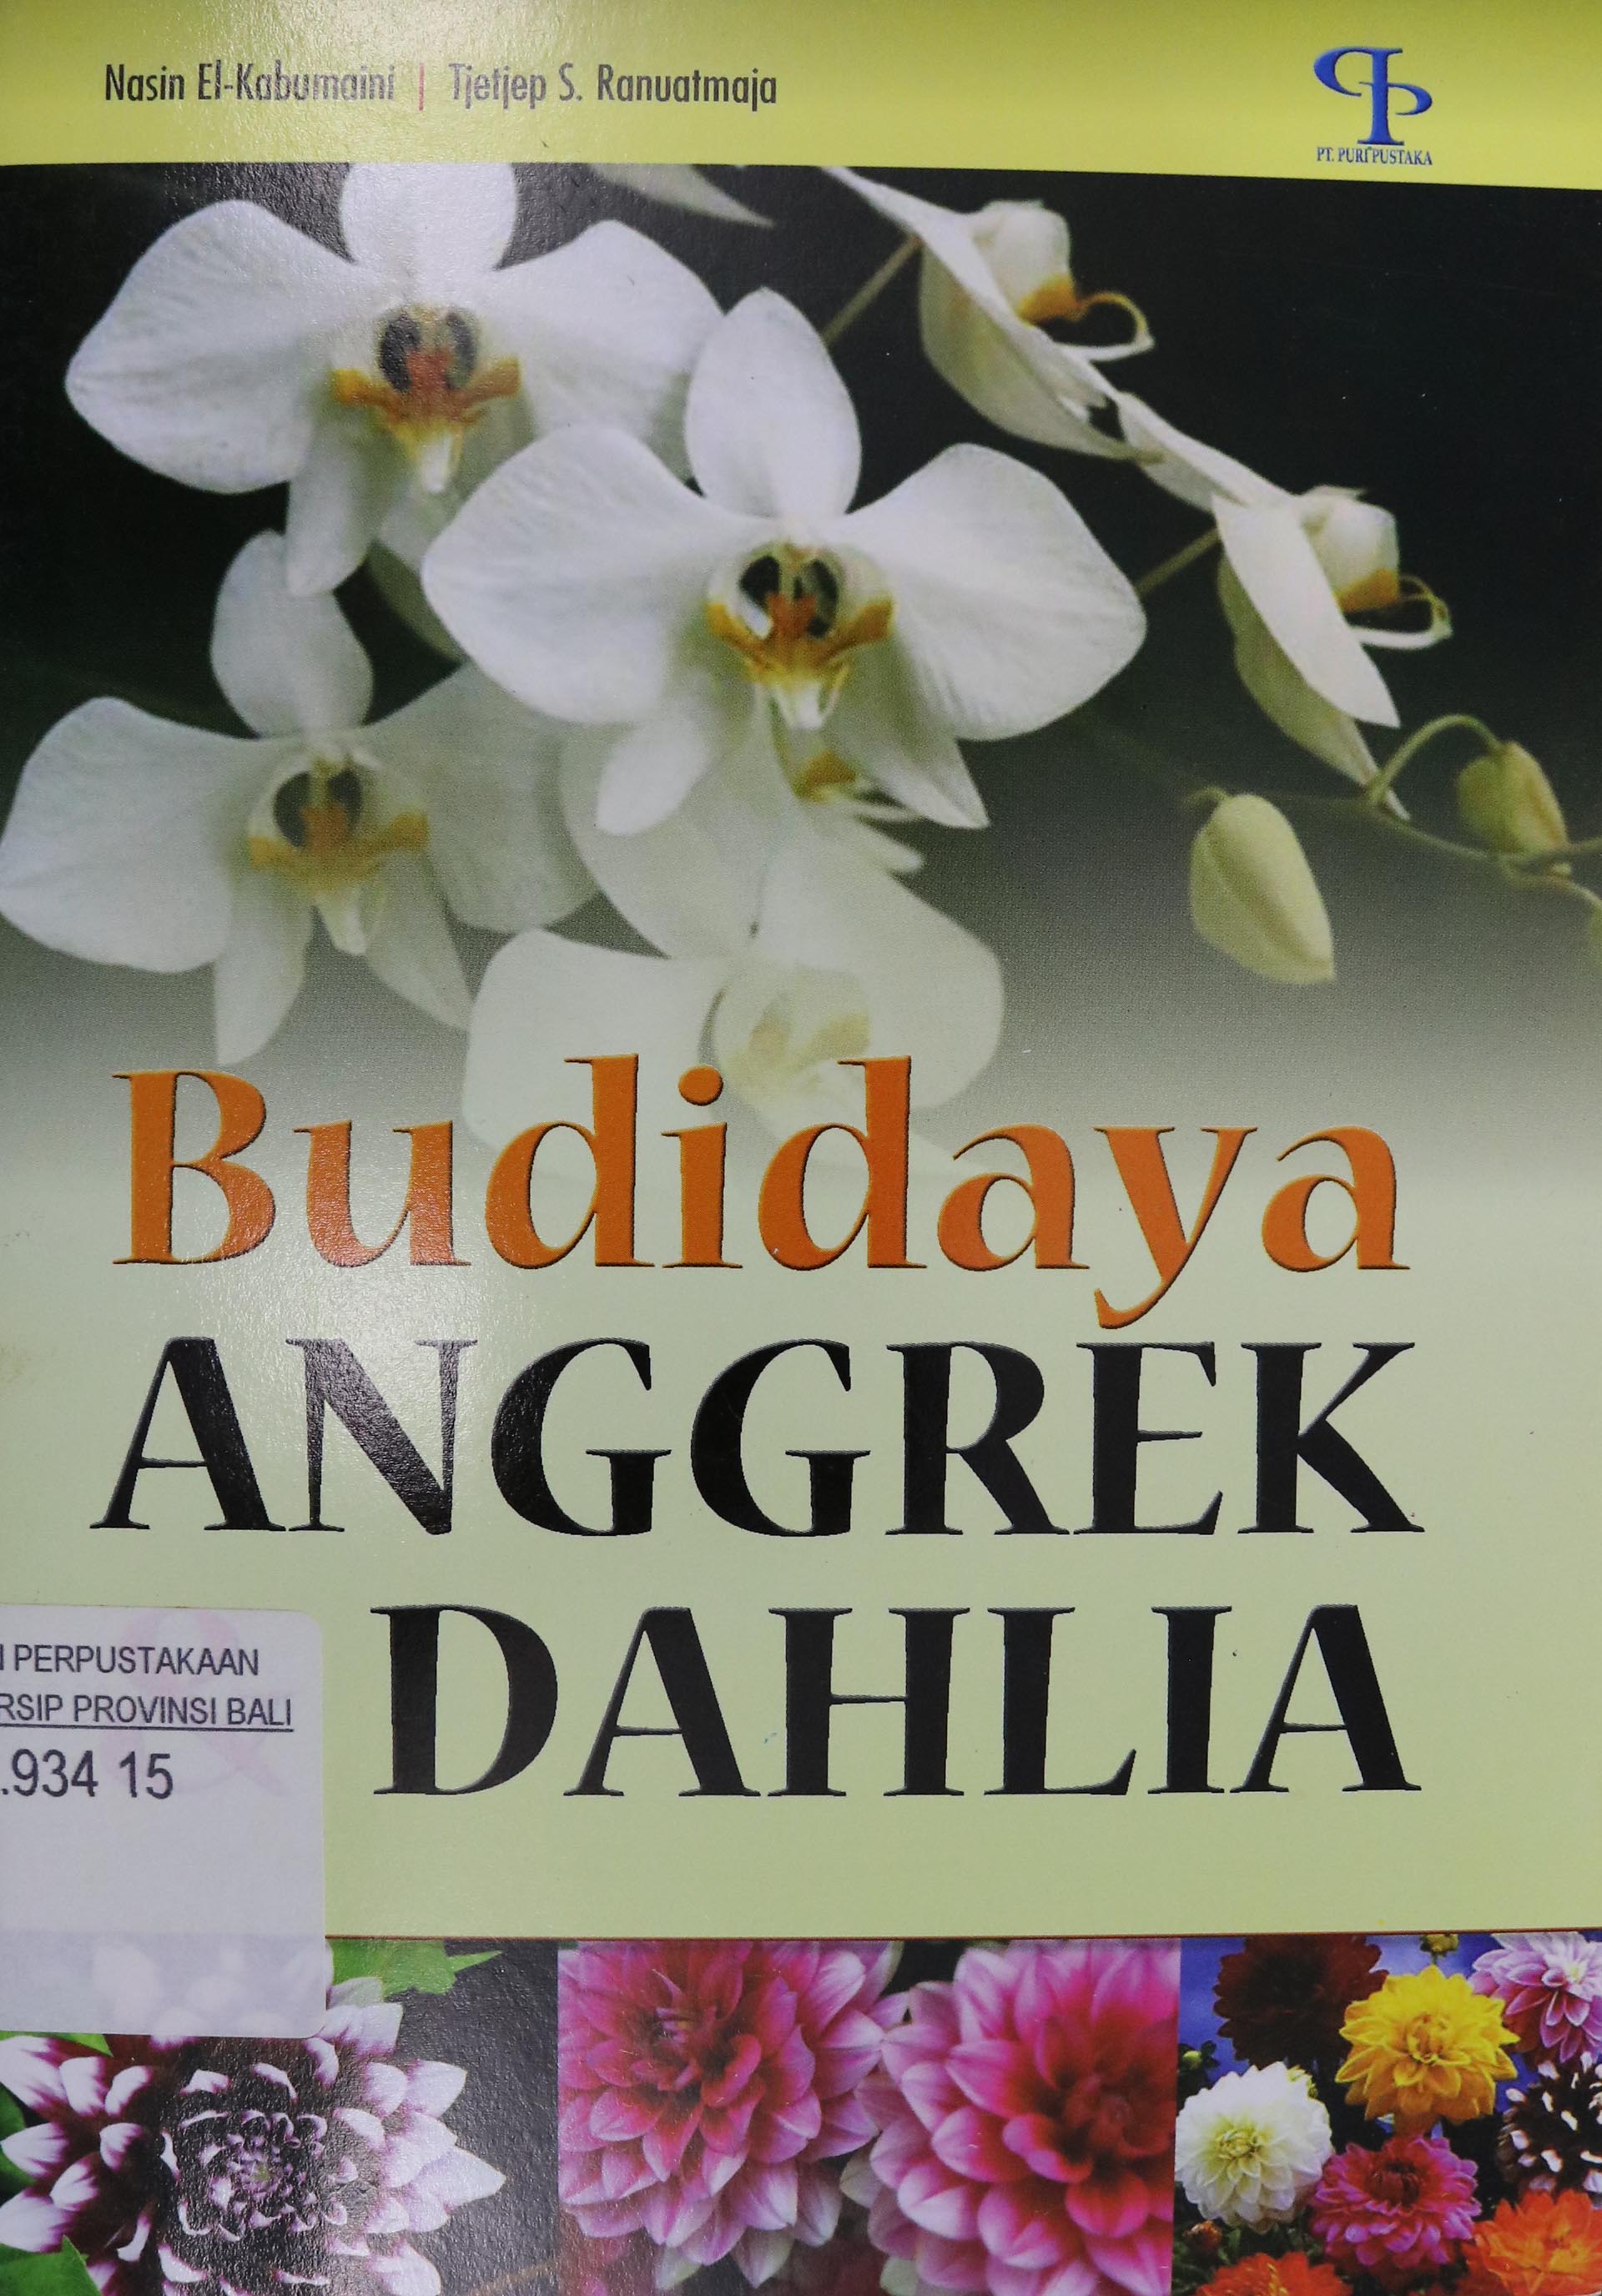 Nasin El-Kabumaini | Tjetjep S. Ranuatmaja
PT. PURI PUSTAKA
Budidaya
ANGGREK
& DAHLIA
I PERPUSTAKAAN
RSIP PROVINSI BALI
.934 15